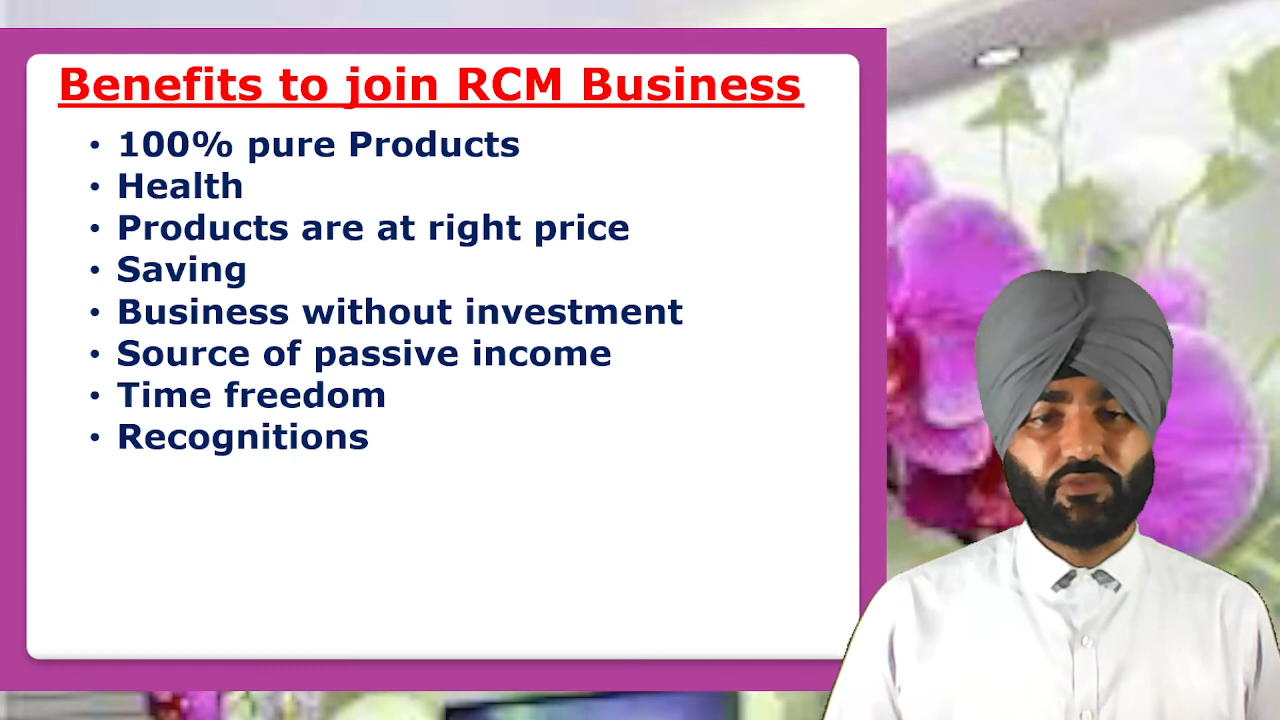 Benefits to join RCM Business
• 100% pure Products
• Health
• Products are at right price
• Saving
• Business without investment
• Source of passive income
• Time freedom
• Recognitions